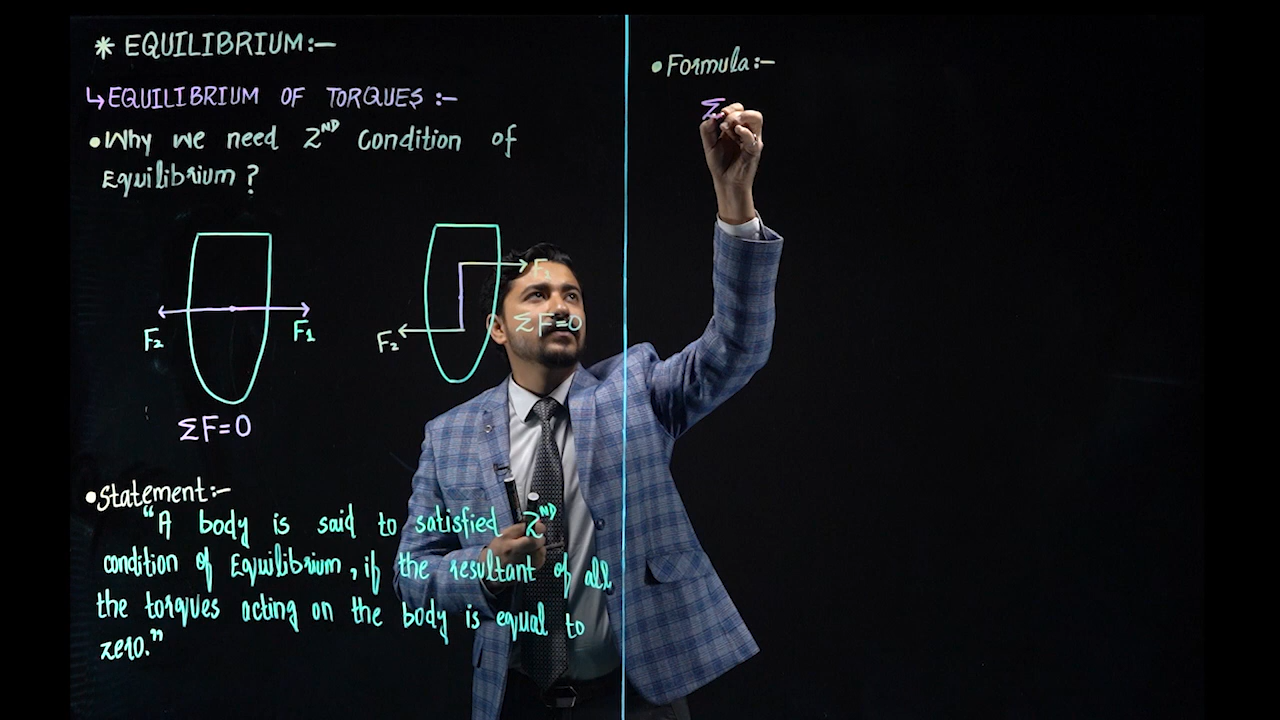 * EQUILIBRIUM:-
↳ EQUILIBRIUM OF TORQUES :-
• Why we need 2ND Condition of
Equilibrium ?
F2
F1
ΣF=0
F1
F2
ΣF=0
• Statement:-
"A body is said to satisfied 2ND
condition of Equilibrium, if the resultant of all
the torques acting on the body is equal to
zero."
• Formula:-
Σ